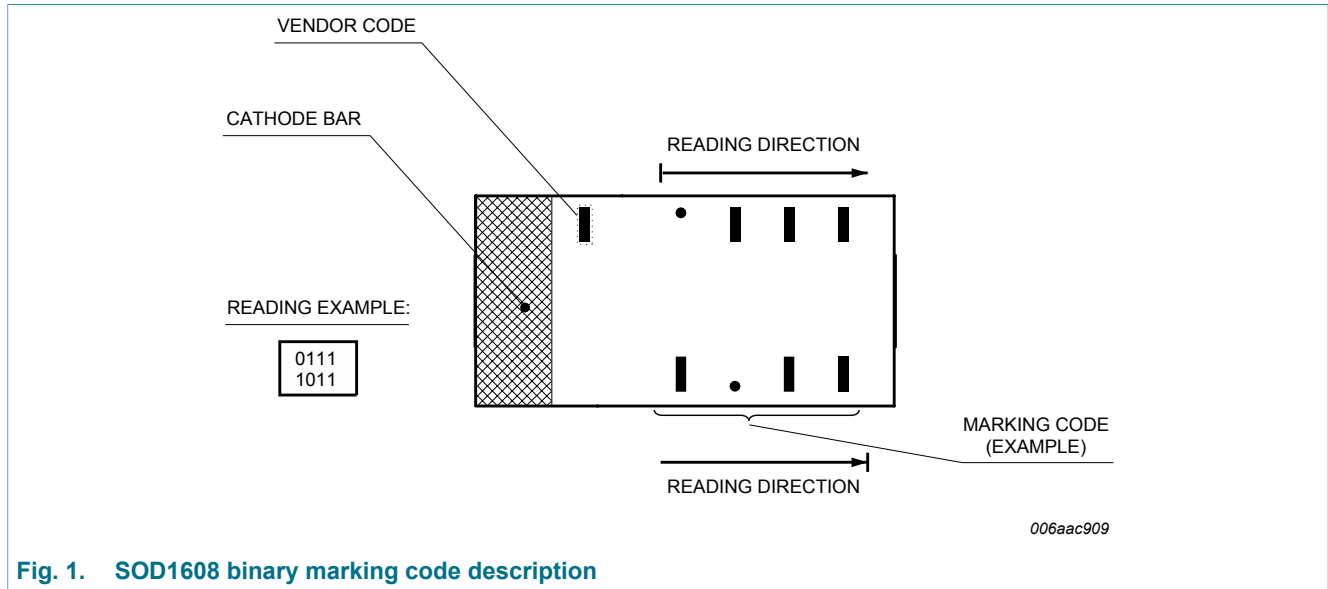 VENDOR CODE
CATHODE BAR
READING DIRECTION
READING EXAMPLE:
0111
1011
MARKING CODE
(EXAMPLE)
READING DIRECTION
006aac909
Fig. 1. SOD1608 binary marking code description